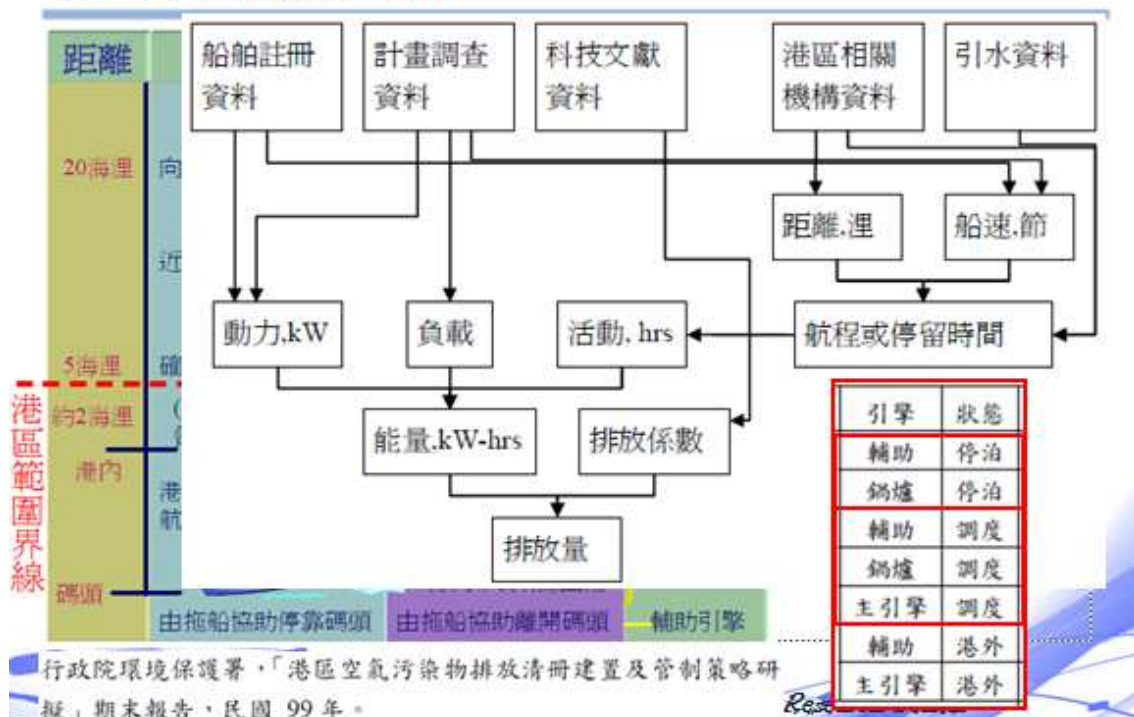 距離
20海浬
5海浬
約2海浬
港內
碼頭
港區範圍界線
向
近
港
航
船舶註冊
資料
計畫調查
資料
科技文獻
資料
港區相關
機構資料
引水資料
距離.浬
船速.節
動力.kW
負載
活動, hrs
航程或停留時間
能量.kW-hrs
排放係數
排放量
引擎 狀態
輔助 停泊
鍋爐 停泊
輔助 調度
鍋爐 調度
主引擎 調度
輔助 港外
主引擎 港外
由拖船協助停靠碼頭
由拖船協助離開碼頭
輔助引擎
行政院環境保護署，「港區空氣污染物排放清冊建置及管制策略研
擬」期末報告，民國 99 年。